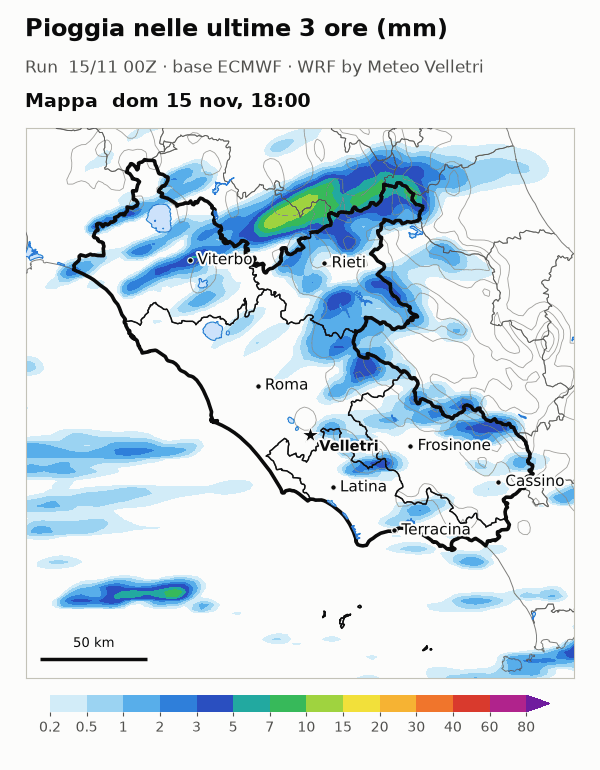 Pioggia nelle ultime 3 ore (mm)
Run  15/11 00Z · base ECMWF · WRF by Meteo Velletri
Mappa  dom 15 nov, 18:00
Viterbo
Rieti
Roma
Velletri
Frosinone
Latina
Cassino
Terracina
50 km
0.2 0.5 1 2 3 5 7 10 15 20 30 40 60 80